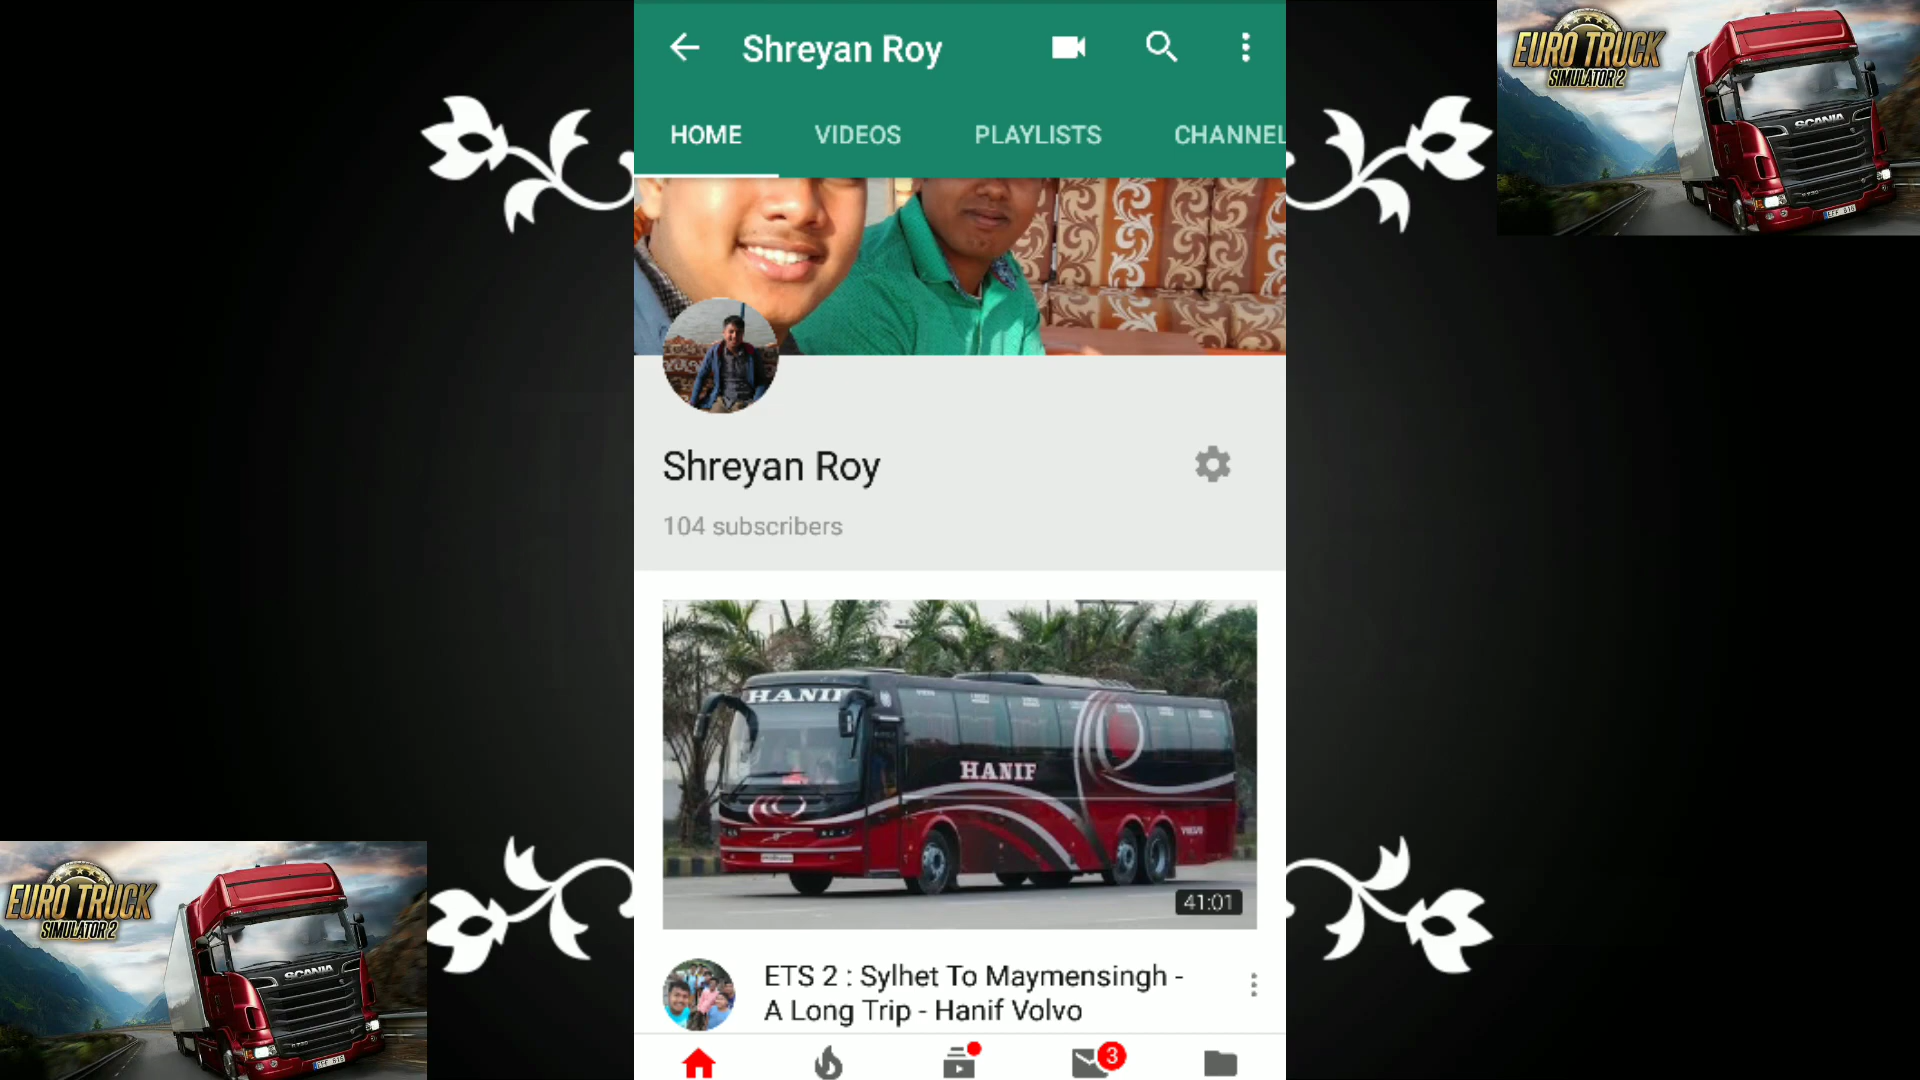 Shreyan Roy
HOME
VIDEOS
PLAYLISTS
CHANNEL
EURO TRUCK
SIMULATOR 2
SCANIA
Shreyan Roy
104 subscribers
HANIF
HANIF
VOLVO
41:01
ETS 2 : Sylhet To Maymensingh -
A Long Trip - Hanif Volvo
3
EURO TRUCK
SIMULATOR 2
SCANIA